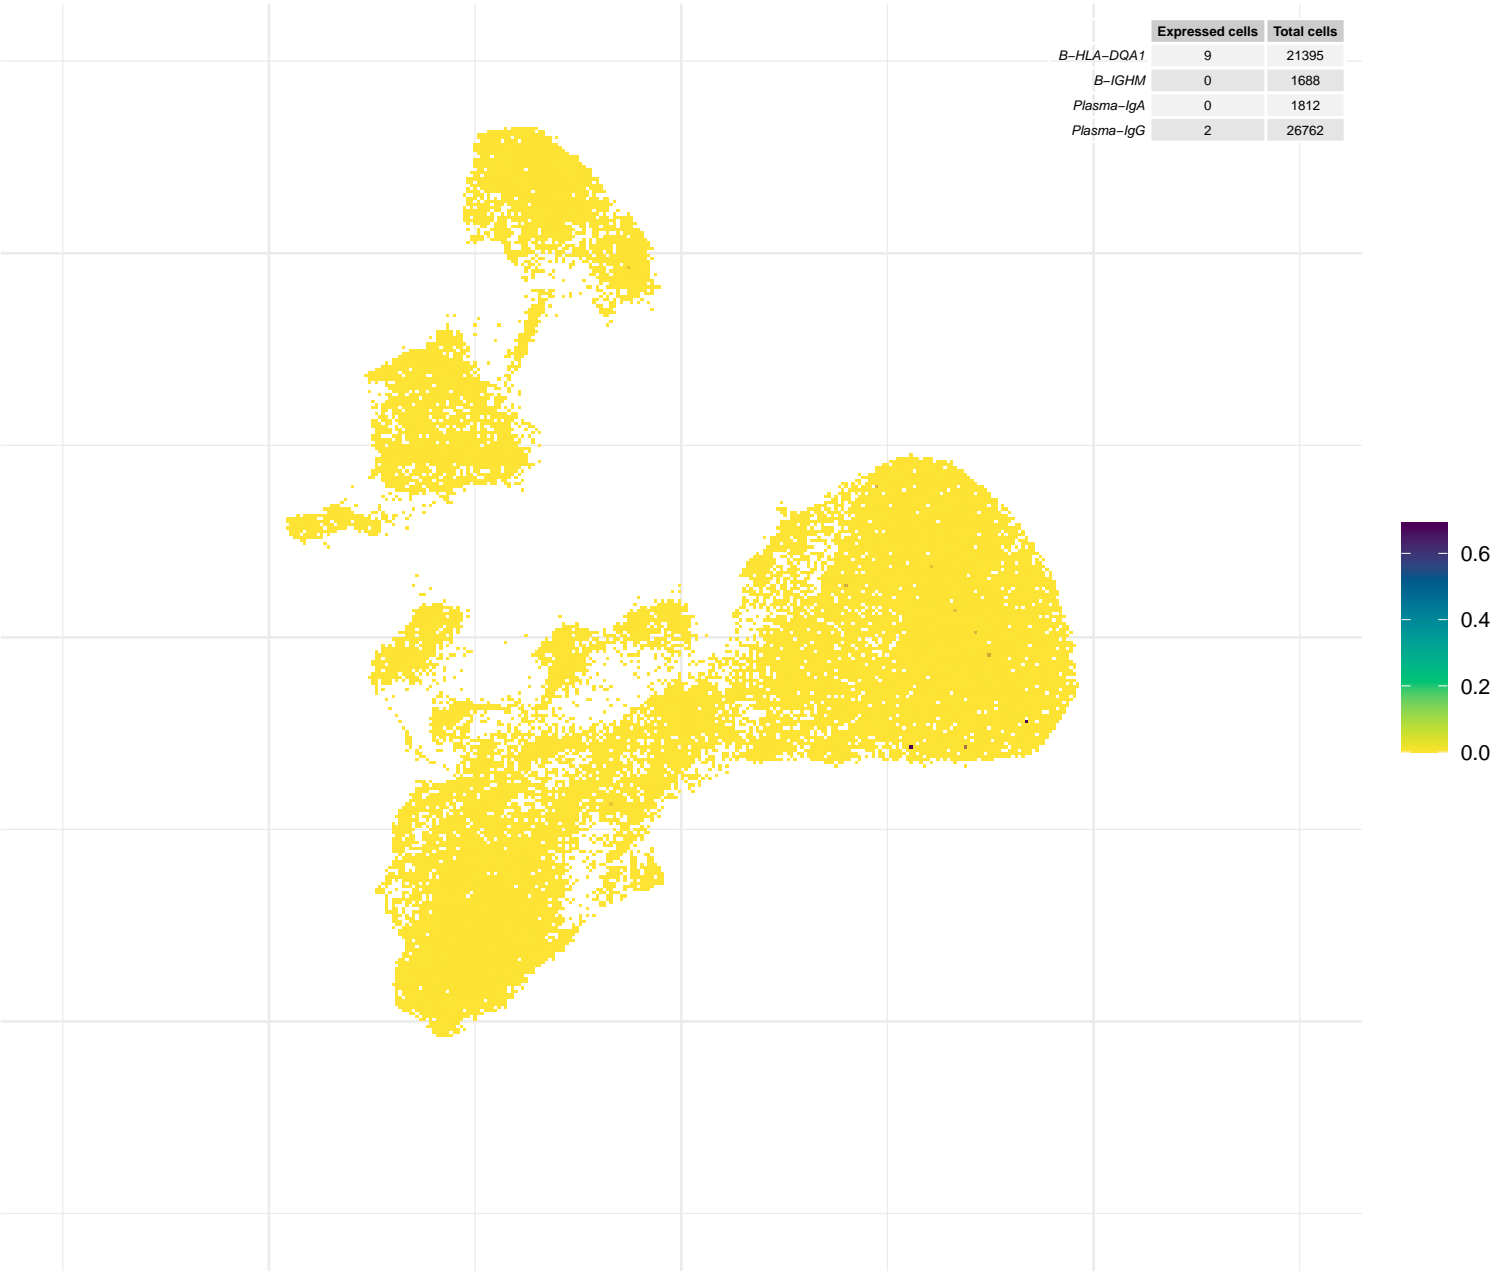 Expressed cells Total cells
B−HLA−DQA1 9 21395
B−IGHM 0 1688
Plasma−IgA 0 1812
Plasma−IgG 2 26762
0.6
0.4
0.2
0.0